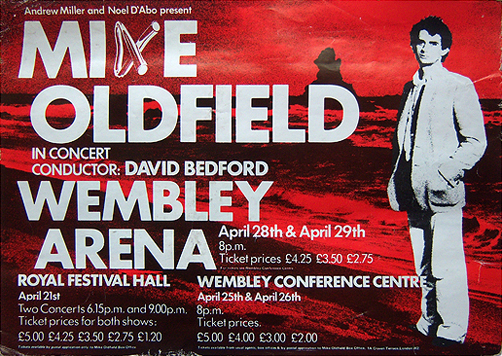 Andrew Miller and Noel D'Abo present
MIKE
OLDFIELD
IN CONCERT
CONDUCTOR: DAVID BEDFORD
WEMBLEY
ARENA
April 28th & April 29th
8p.m.
Ticket prices £4.25 £3.50 £2.75
ROYAL FESTIVAL HALL
April 21st
Two Concerts 6.15p.m. and 9.00p.m.
Ticket prices for both shows:
£5.00 £4.25 £3.50 £2.75 £1.20
WEMBLEY CONFERENCE CENTRE
April 25th & April 26th
8p.m.
Ticket prices.
£5.00 £4.00 £3.00 £2.00